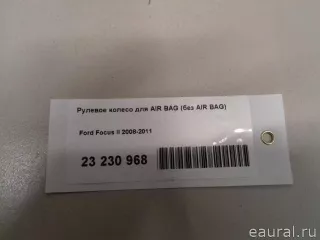 Рулевое колесо для AIR BAG (без AIR BAG)
Ford Focus II 2008-2011
23 230 968
eaural.ru